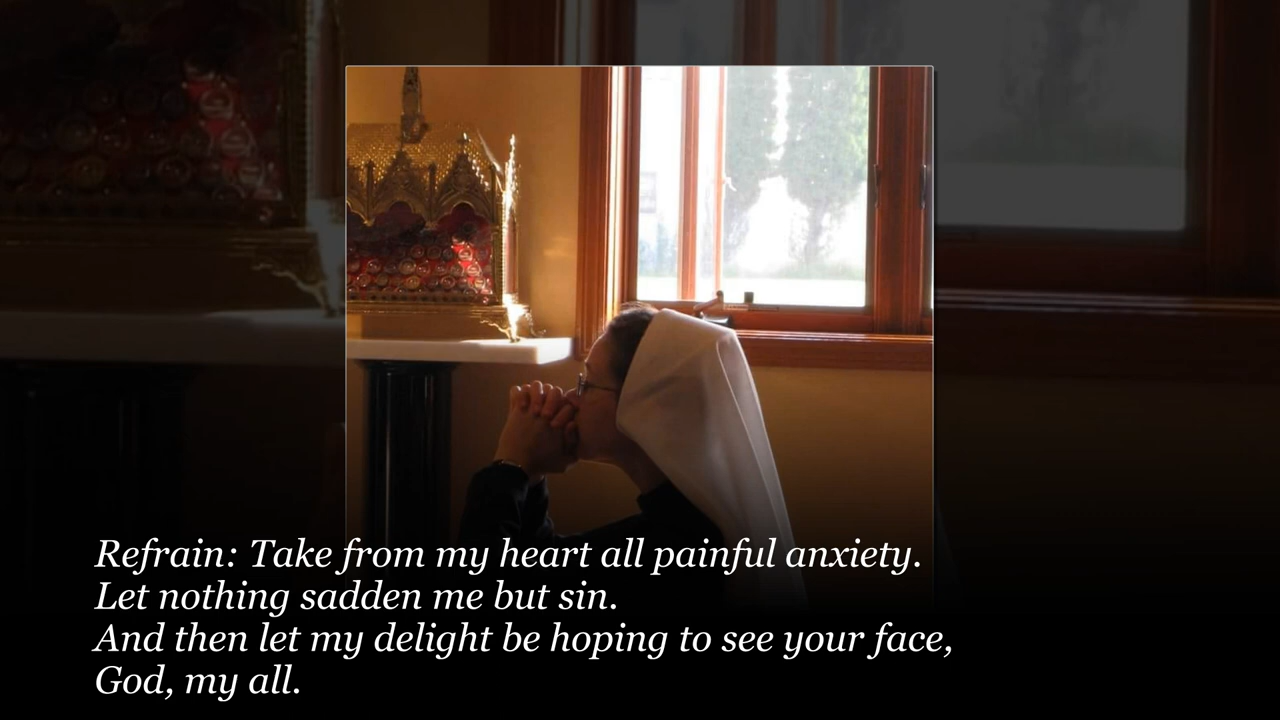 Refrain: Take from my heart all painful anxiety.
Let nothing sadden me but sin.
And then let my delight be hoping to see your face,
God, my all.